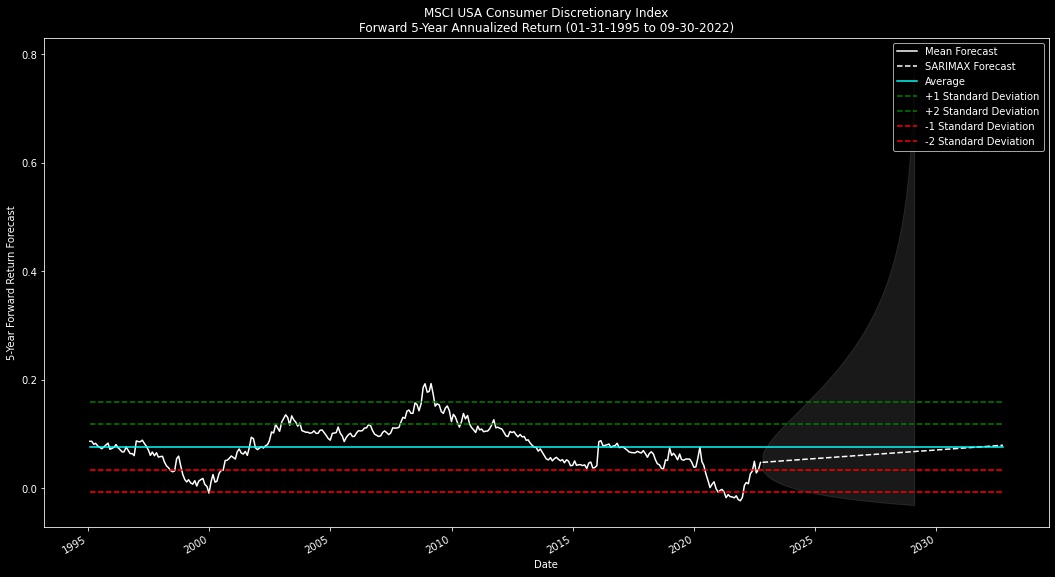 MSCI USA Consumer Discretionary Index
Forward 5-Year Annualized Return (01-31-1995 to 09-30-2022)
Mean Forecast
SARIMAX Forecast
Average
+1 Standard Deviation
+2 Standard Deviation
-1 Standard Deviation
-2 Standard Deviation
5-Year Forward Return Forecast
0.8
0.6
0.4
0.2
0.0
1995
2000
2005
2010
2015
2020
2025
2030
Date